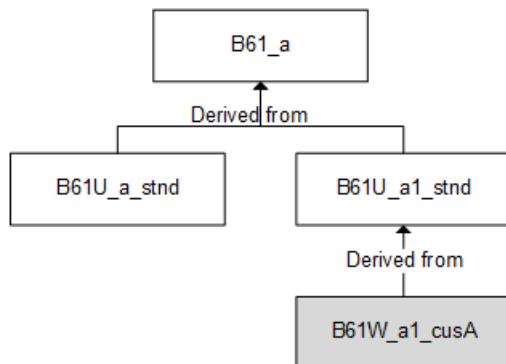 B61_a
Derived from
B61U_a_stnd
B61U_a1_stnd
Derived from
B61W_a1_cusA